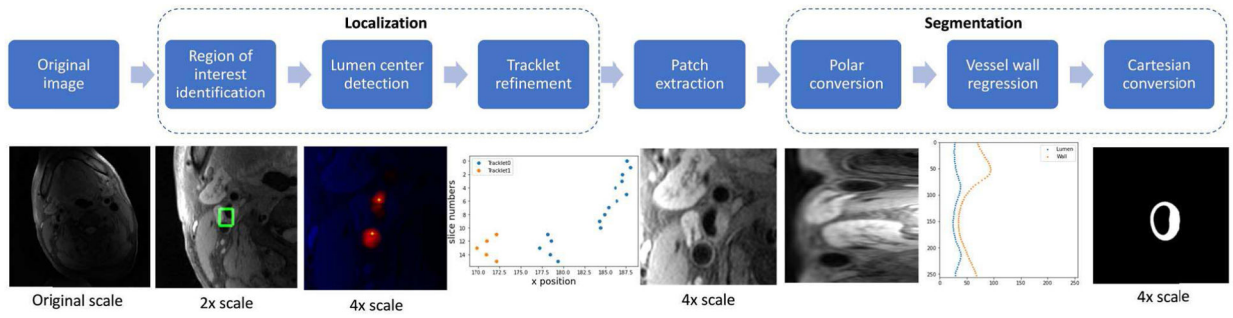 Localization
Segmentation
Original
image
Region of
interest
identification
Lumen center
detection
Tracklet
refinement
Patch
extraction
Polar
conversion
Vessel wall
regression
Cartesian
conversion
Original scale
2x scale
4x scale
Tracklet0
Tracklet1
slice numbers
0
2
4
6
8
10
12
14
170.0 172.5 175.0 177.5 180.0 182.5 185.0 187.5
x position
4x scale
Lumen
Wall
0
50
100
150
200
250
0 50 100 150 200 250
4x scale